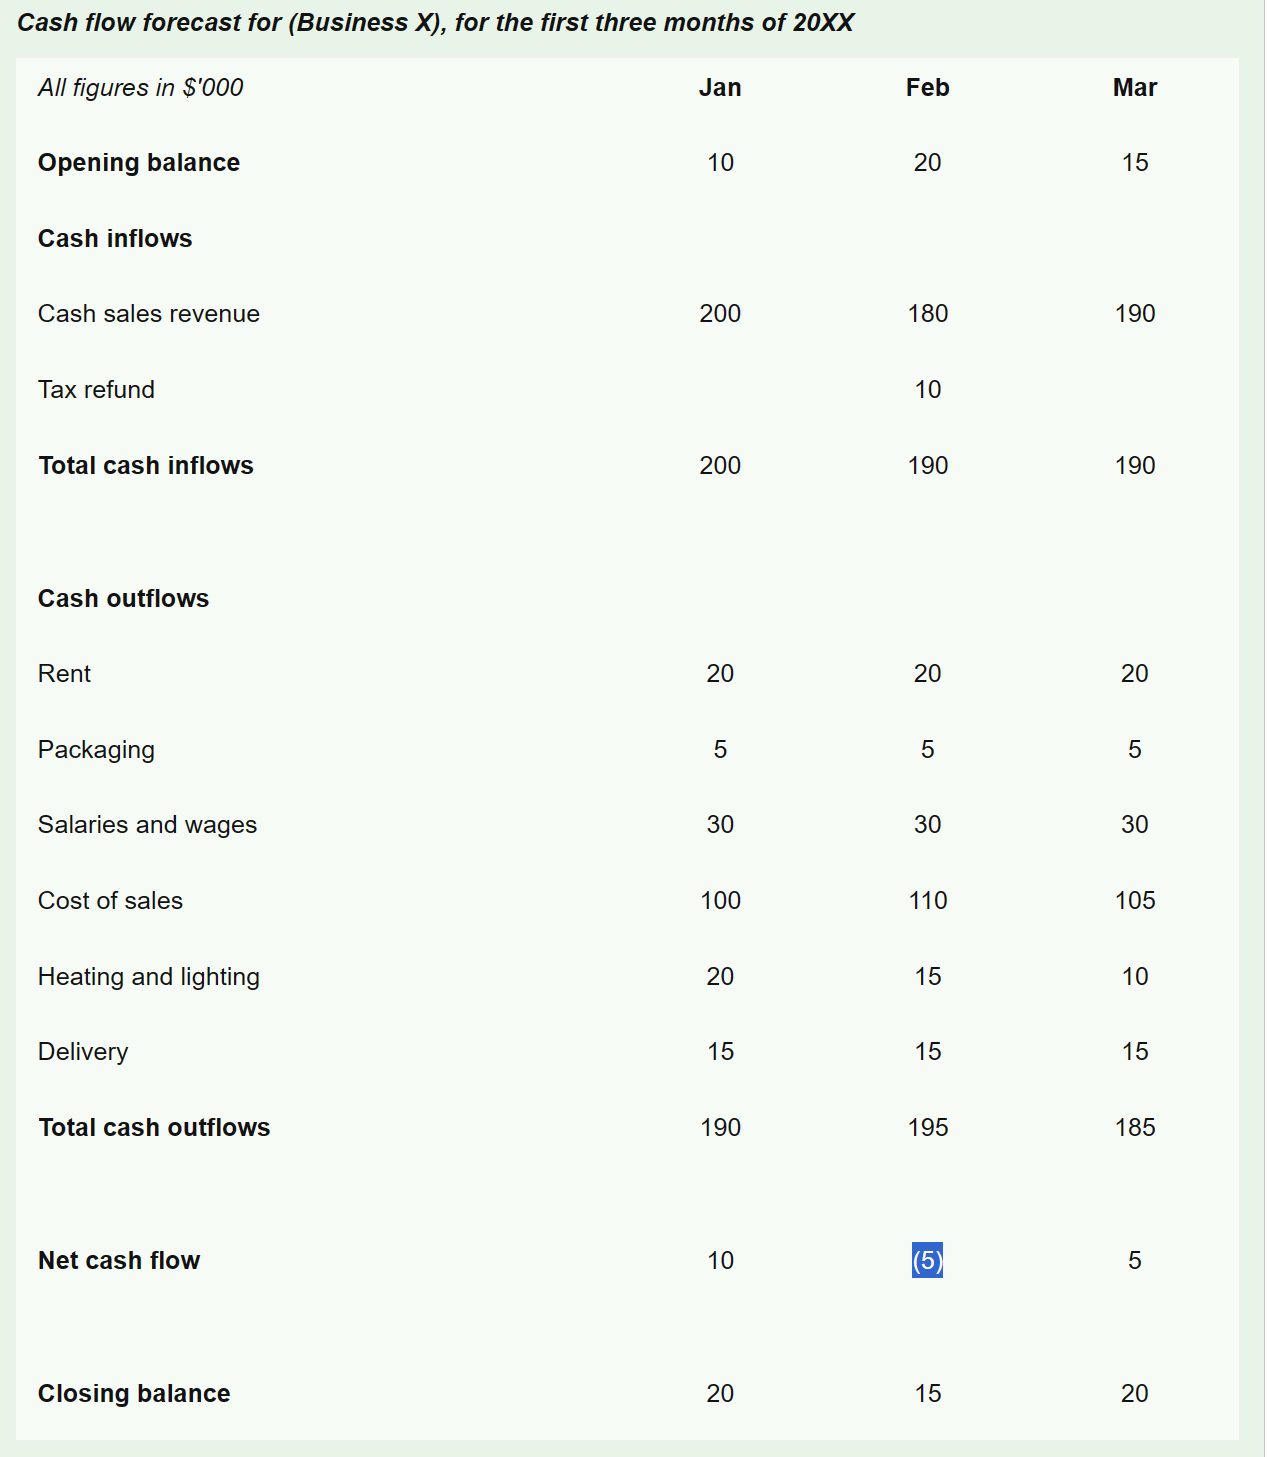 Cash flow forecast for (Business X), for the first three months of 20XX
All figures in $'000 Jan Feb Mar
Opening balance 10 20 15
Cash inflows
Cash sales revenue 200 180 190
Tax refund 10
Total cash inflows 200 190 190
Cash outflows
Rent 20 20 20
Packaging 5 5 5
Salaries and wages 30 30 30
Cost of sales 100 110 105
Heating and lighting 20 15 10
Delivery 15 15 15
Total cash outflows 190 195 185
Net cash flow 10 (5) 5
Closing balance 20 15 20